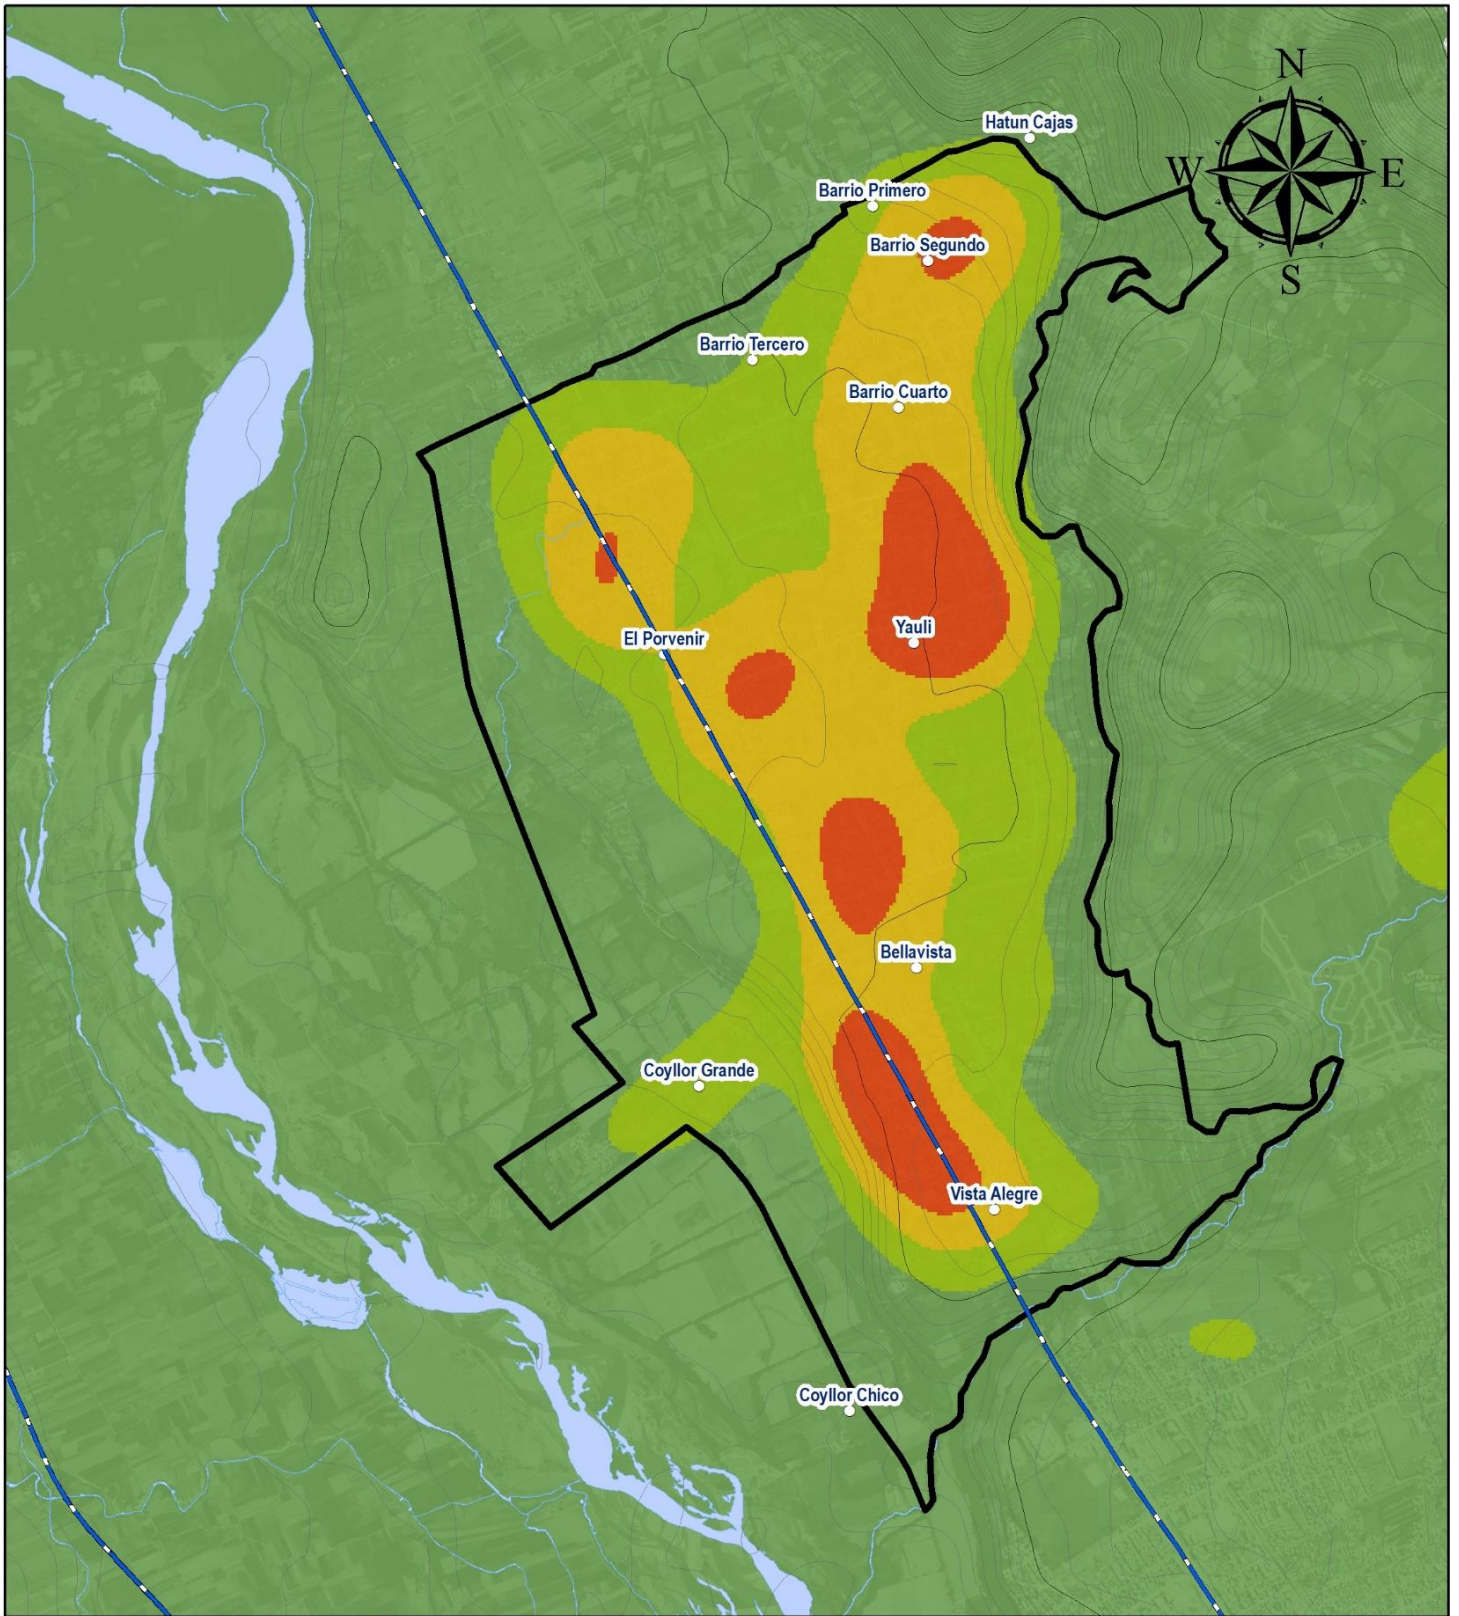 N
Hatun Cajas
W
E
Barrio Primero
Barrio Segundo
S
Barrio Tercero
Barrio Cuarto
Yauli
El Porvenir
Bellavista
Coyllor Grande
Vista Alegre
Coyllor Chico